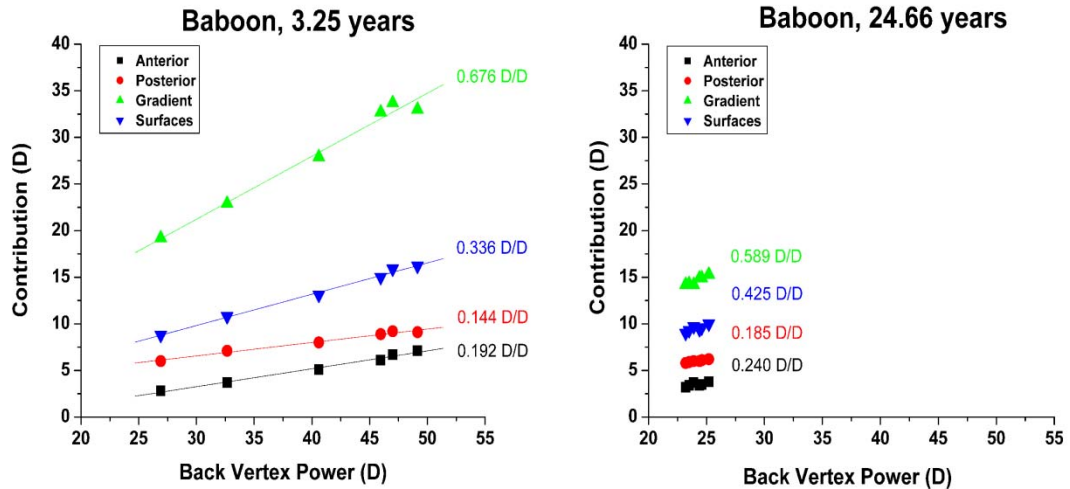 Baboon, 3.25 years
Contribution (D)
40
35
30
25
20
15
10
5
0
Anterior
Posterior
Gradient
Surfaces
0.676 D/D
0.336 D/D
0.144 D/D
0.192 D/D
20 25 30 35 40 45 50 55
Back Vertex Power (D)
Baboon, 24.66 years
Contribution (D)
40
35
30
25
20
15
10
5
0
Anterior
Posterior
Gradient
Surfaces
0.589 D/D
0.425 D/D
0.185 D/D
0.240 D/D
20 25 30 35 40 45 50 55
Back Vertex Power (D)